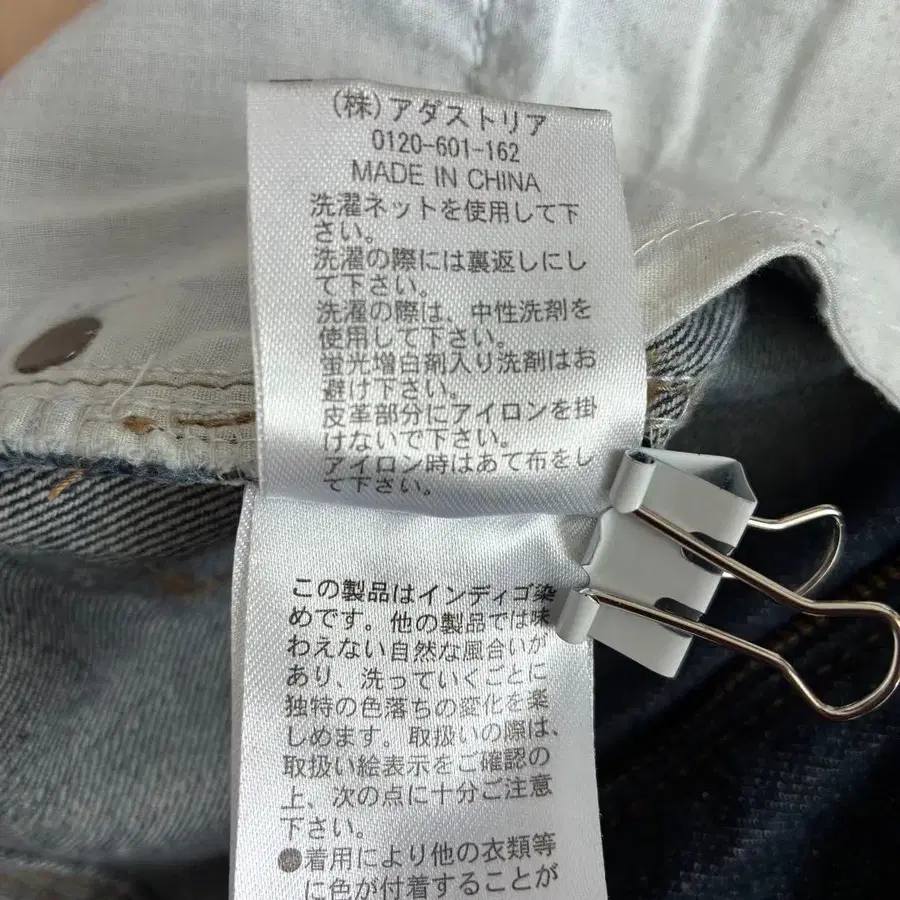 (株)アダストリア
0120-601-162
MADE IN CHINA
洗濯ネットを使用して下
さい。
洗濯の際には裏返しにし
て下さい。
洗濯の際は、中性洗剤を
使用して下さい。
蛍光増白剤入り洗剤はお
避け下さい。
皮革部分にアイロンを掛
けないで下さい。
アイロン時はあて布をし
て下さい。
この製品はインディゴ染
めです。他の製品では味
わえない自然な風合いが
あり、洗っていくごとに
独特の色落ちの変化を楽
しめます。取扱いの際は、
取扱い絵表示をご確認の
上、次の点に十分ご注意
下さい。
●着用により他の衣類等
に色が付着することが